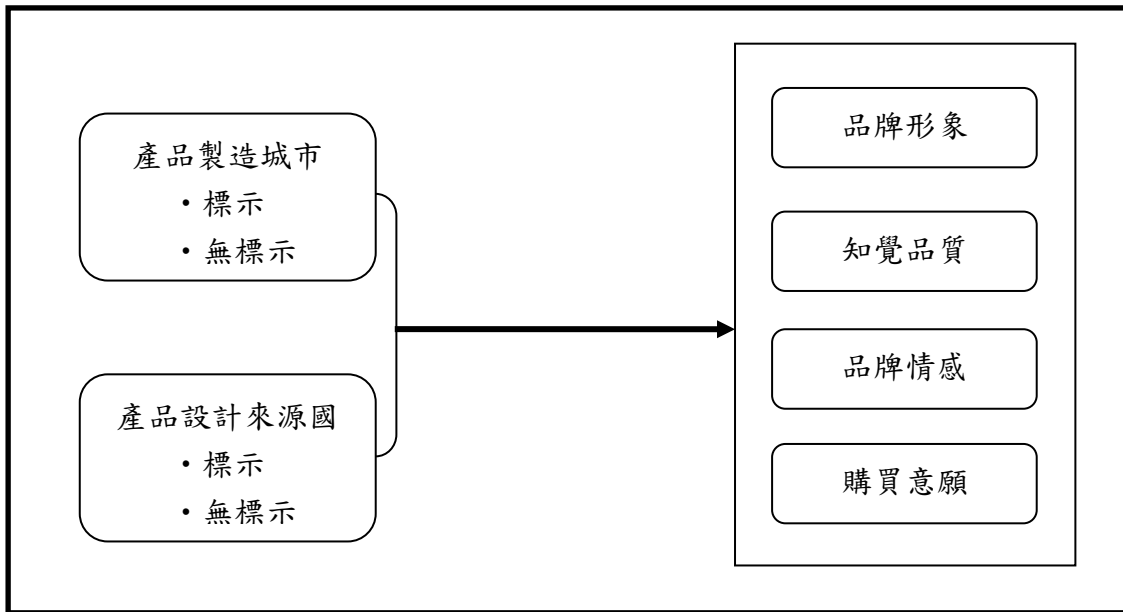 產品製造城市
・標示
・無標示
產品設計來源國
・標示
・無標示
品牌形象
知覺品質
品牌情感
購買意願